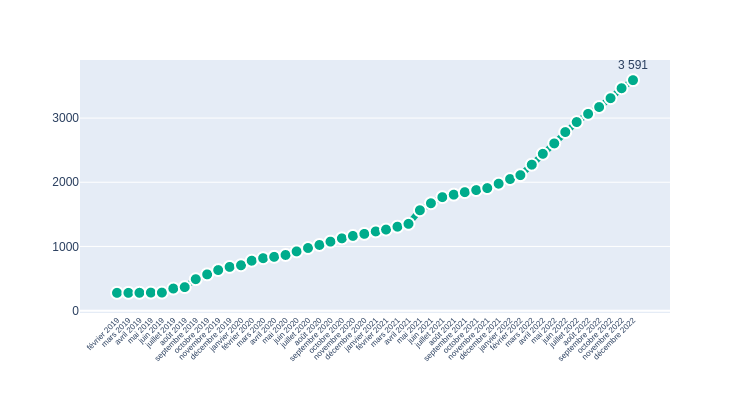 3 591
3000
2000
1000
0
février 2019
mars 2019
avril 2019
mai 2019
juin 2019
juillet 2019
août 2019
septembre 2019
octobre 2019
novembre 2019
décembre 2019
janvier 2020
février 2020
mars 2020
avril 2020
mai 2020
juin 2020
juillet 2020
août 2020
septembre 2020
octobre 2020
novembre 2020
décembre 2020
janvier 2021
février 2021
mars 2021
avril 2021
mai 2021
juin 2021
juillet 2021
août 2021
septembre 2021
octobre 2021
novembre 2021
décembre 2021
janvier 2022
février 2022
mars 2022
avril 2022
mai 2022
juin 2022
juillet 2022
août 2022
septembre 2022
octobre 2022
novembre 2022
décembre 2022